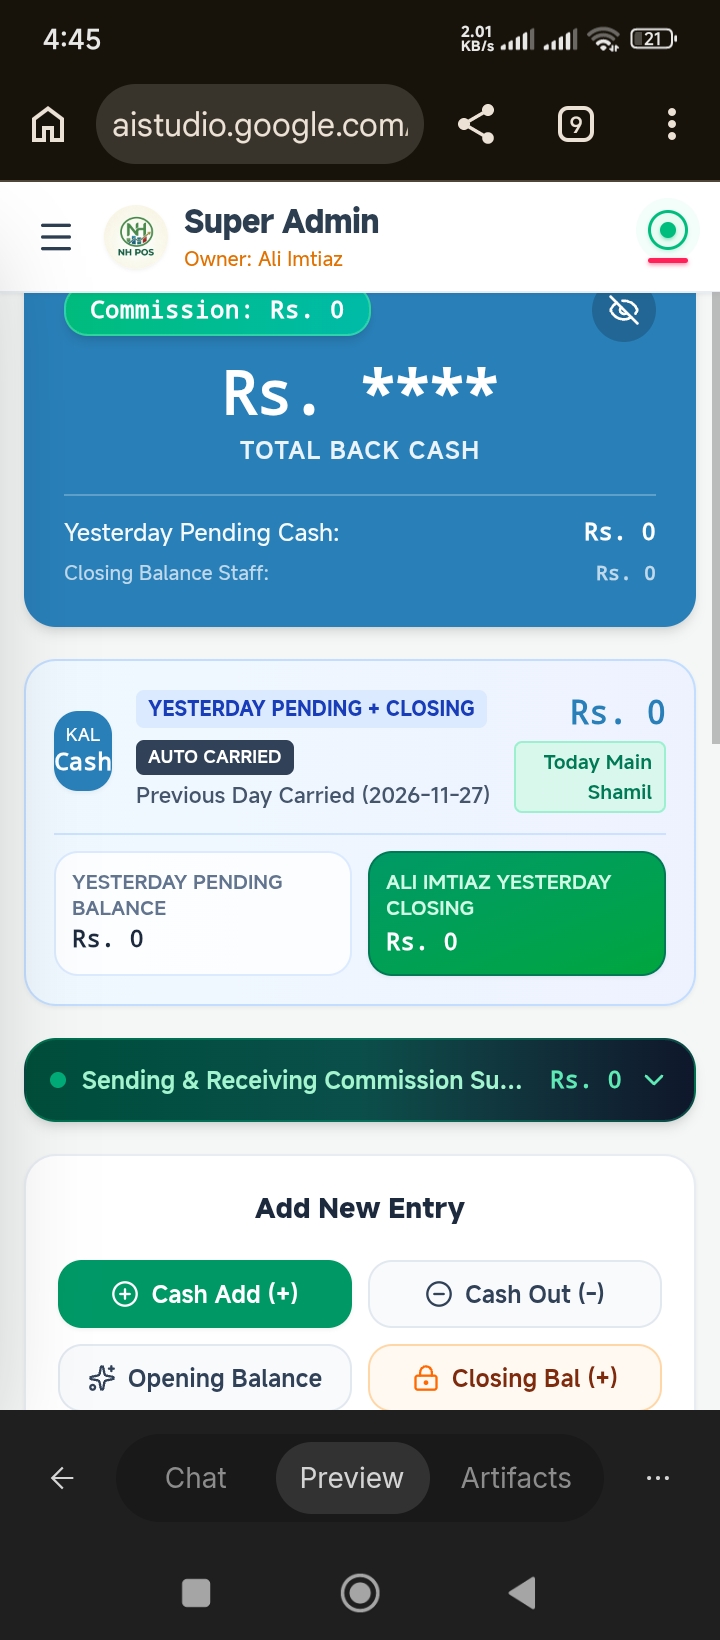 4:45
2.01
KB/s
21
aistudio.google.com/
9
Super Admin
NH
NH POS
Owner: Ali Imtiaz
Commission: Rs. 0
Rs. ****
TOTAL BACK CASH
Yesterday Pending Cash: Rs. 0
Closing Balance Staff: Rs. 0
KAL
Cash
YESTERDAY PENDING + CLOSING
Rs. 0
AUTO CARRIED
Today Main
Shamil
Previous Day Carried (2026-11-27)
YESTERDAY PENDING
BALANCE
Rs. 0
ALI IMTIAZ YESTERDAY
CLOSING
Rs. 0
Sending & Receiving Commission Su... Rs. 0
Add New Entry
Cash Add (+)
Cash Out (-)
Opening Balance
Closing Bal (+)
Chat
Preview
Artifacts